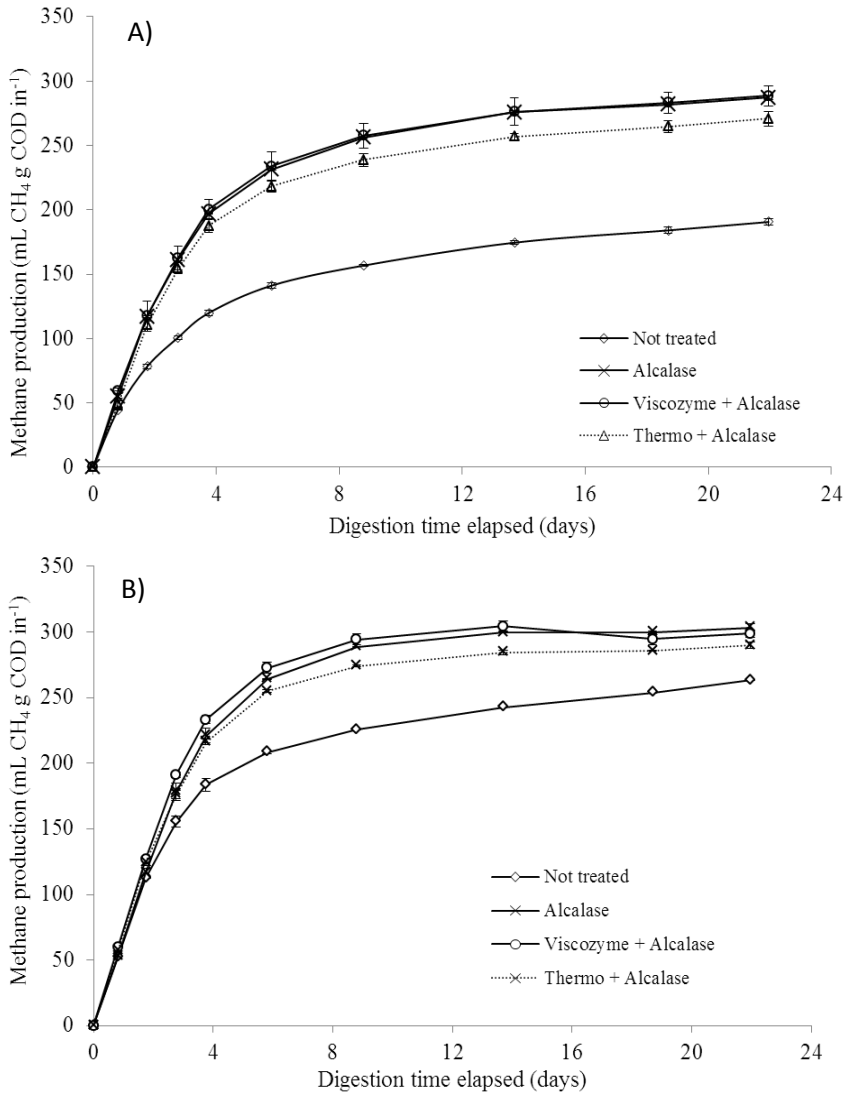 A)
Methane production (mL CH₄ g COD in⁻¹)
350
300
250
200
150
100
50
0
Not treated
Alcalase
Viscozyme + Alcalase
Thermo + Alcalase
0 4 8 12 16 20 24
Digestion time elapsed (days)
B)
Methane production (mL CH₄ g COD in⁻¹)
350
300
250
200
150
100
50
0
Not treated
Alcalase
Viscozyme + Alcalase
Thermo + Alcalase
0 4 8 12 16 20 24
Digestion time elapsed (days)